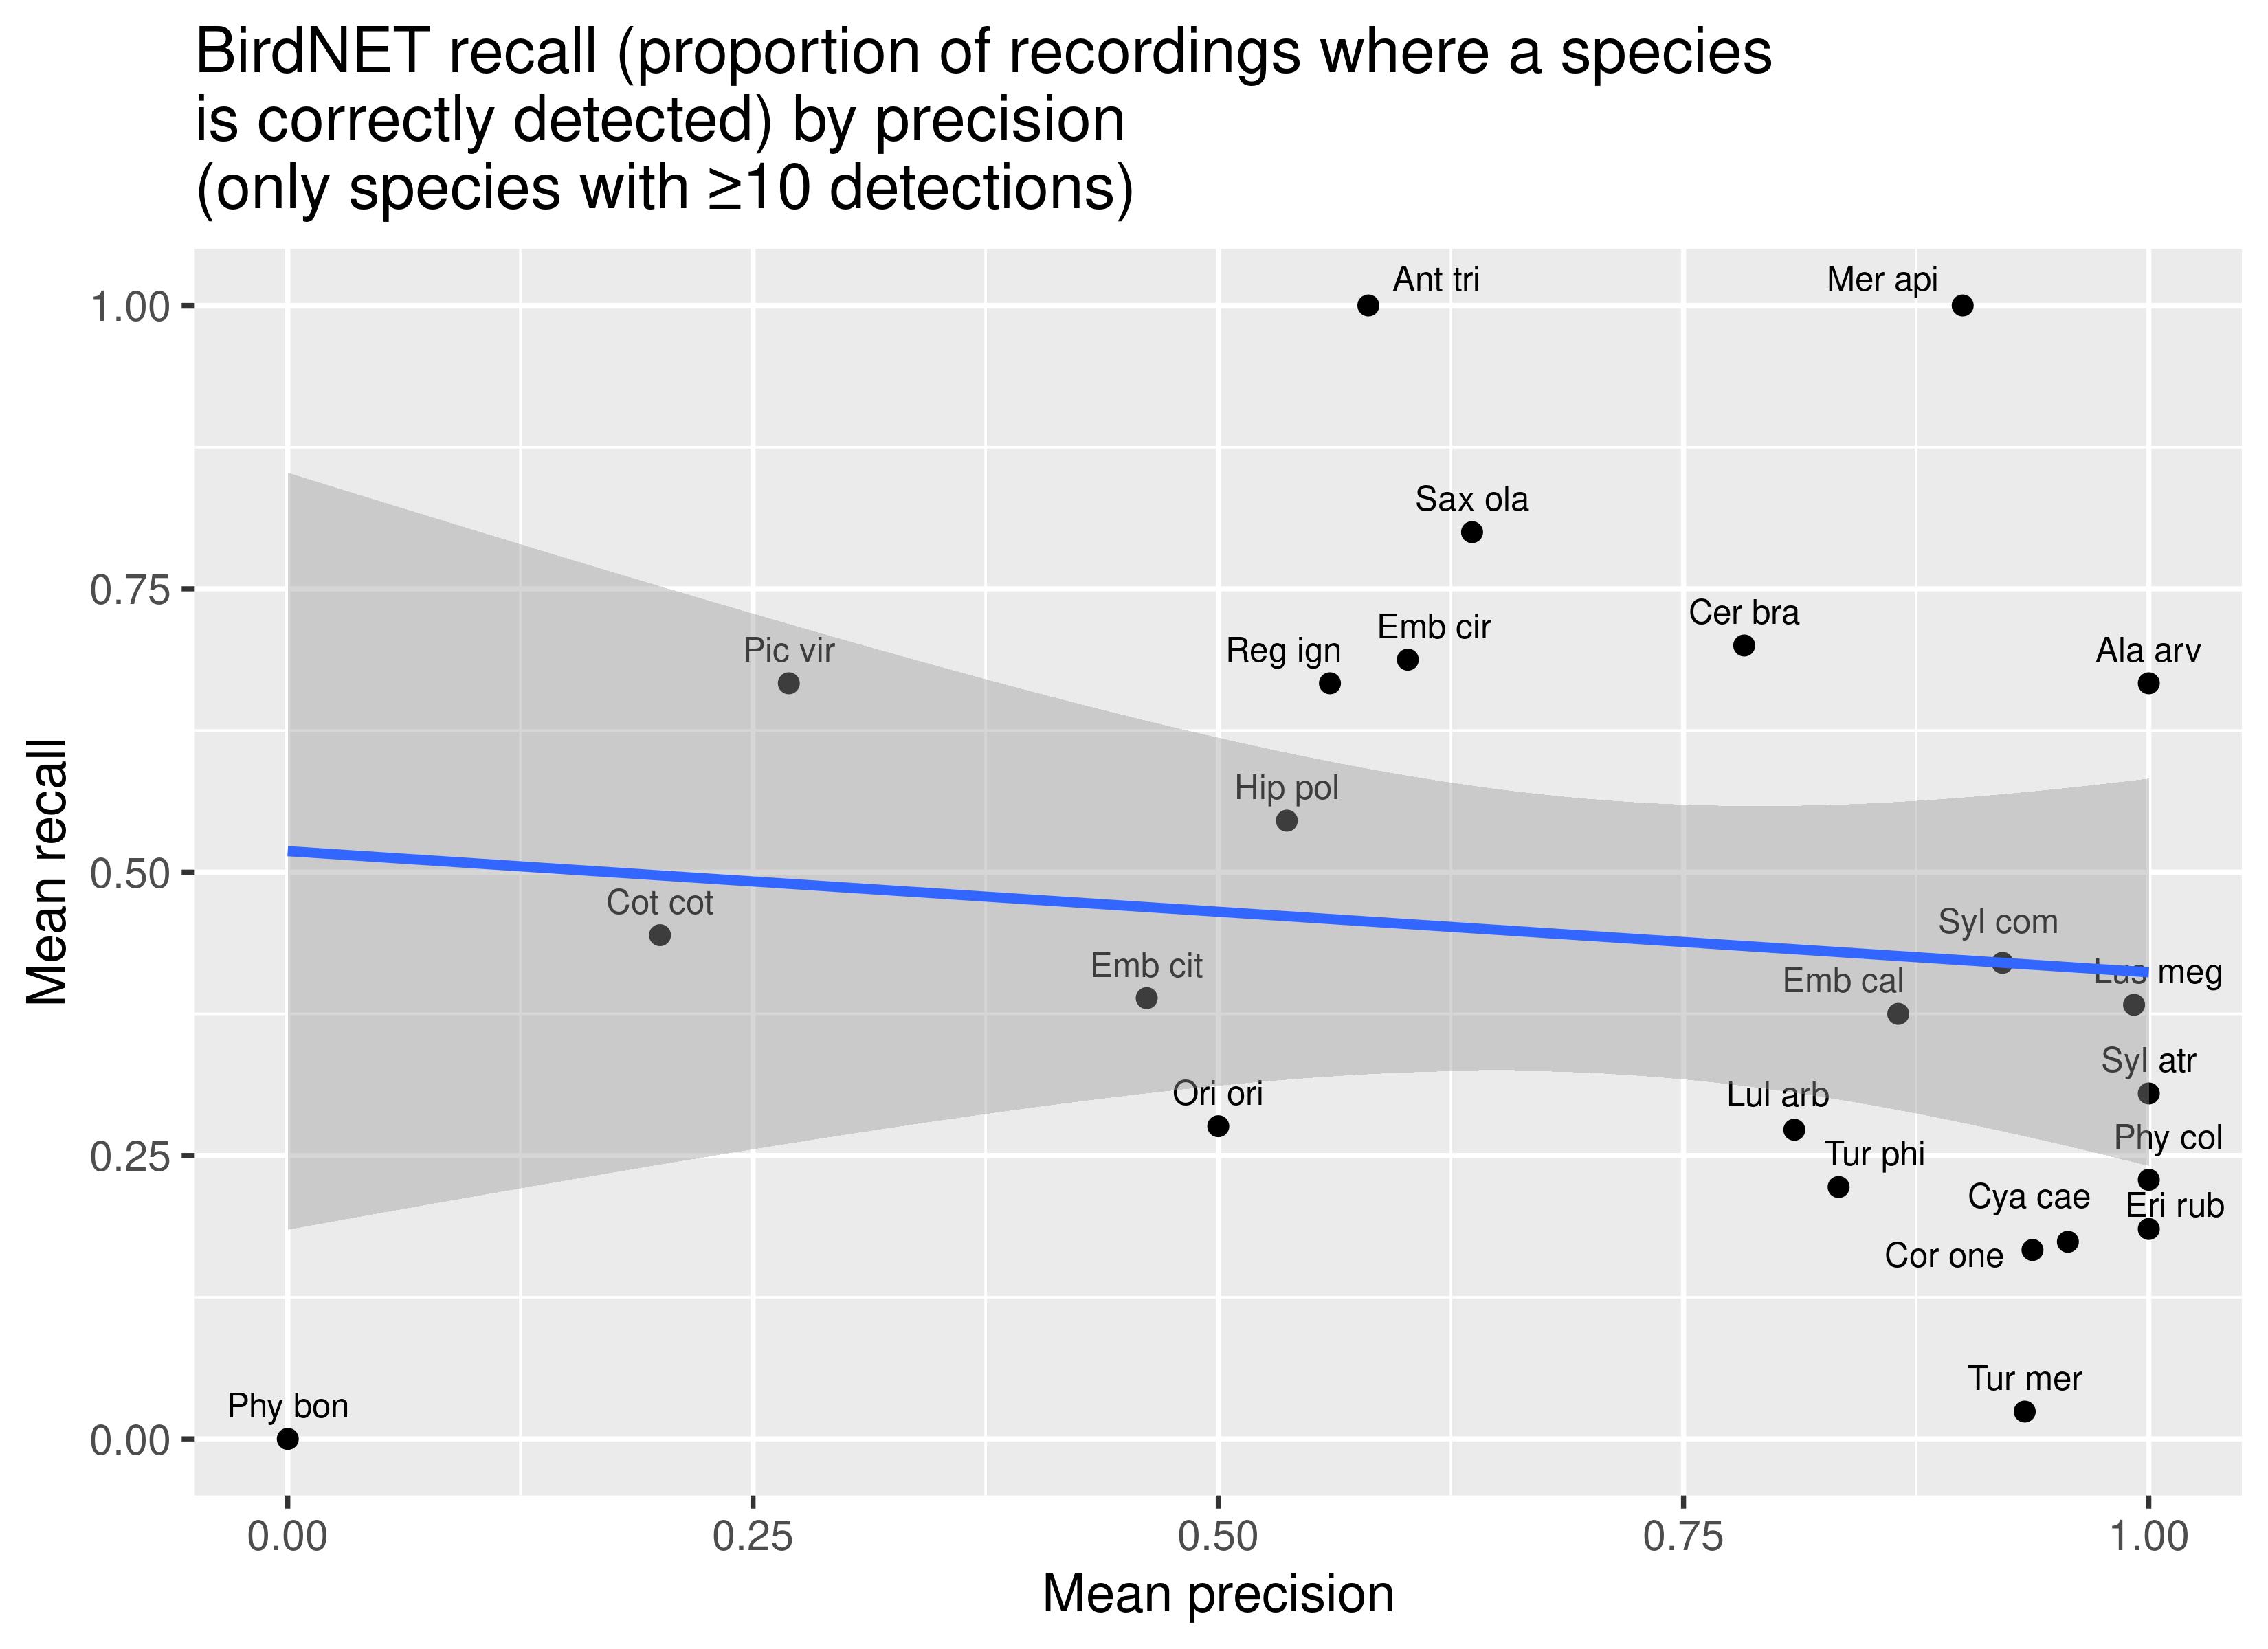 BirdNET recall (proportion of recordings where a species
is correctly detected) by precision
(only species with ≥10 detections)
Ant tri
Mer api
1.00
Sax ola
0.75
Cer bra
Emb cir
Pic vir
Reg ign
Ala arv
Hip pol
Mean recall
0.50
Cot cot
Syl com
Emb cit
Lus meg
Emb cal
Syl atr
Ori ori
Lul arb
Phy col
0.25
Tur phi
Cya cae
Eri rub
Cor one
Tur mer
Phy bon
0.00
0.00
0.25
0.50
0.75
1.00
Mean precision